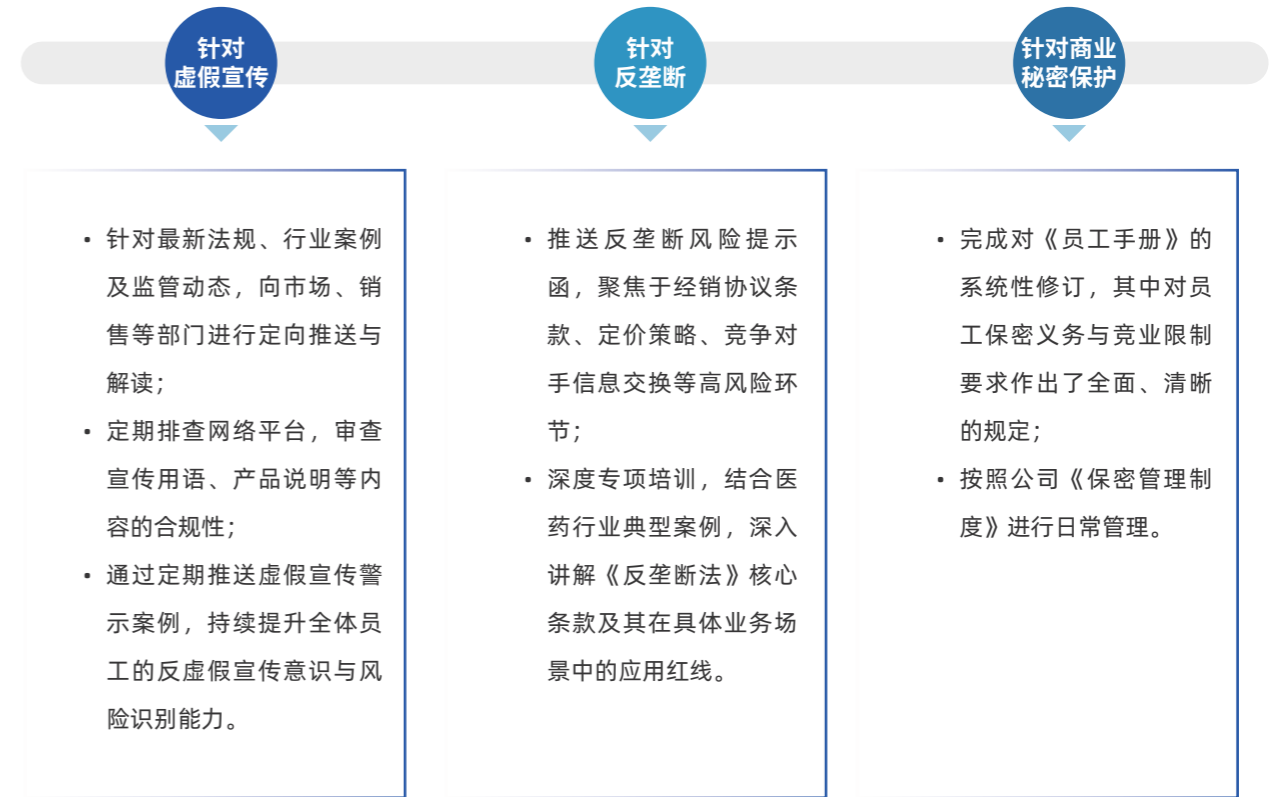 针对
虚假宣传
针对
反垄断
针对商业
秘密保护
• 针对最新法规、行业案例
及监管动态，向市场、销
售等部门进行定向推送与
解读；
• 定期排查网络平台，审查
宣传用语、产品说明等内
容的合规性；
• 通过定期推送虚假宣传警
示案例，持续提升全体员
工的反虚假宣传意识与风
险识别能力。
• 推送反垄断风险提示
函，聚焦于经销协议条
款、定价策略、竞争对
手信息交换等高风险环
节；
• 深度专项培训，结合医
药行业典型案例，深入
讲解《反垄断法》核心
条款及其在具体业务场
景中的应用红线。
• 完成对《员工手册》的
系统性修订，其中对员
工保密义务与竞业限制
要求作出了全面、清晰
的规定；
• 按照公司《保密管理制
度》进行日常管理。